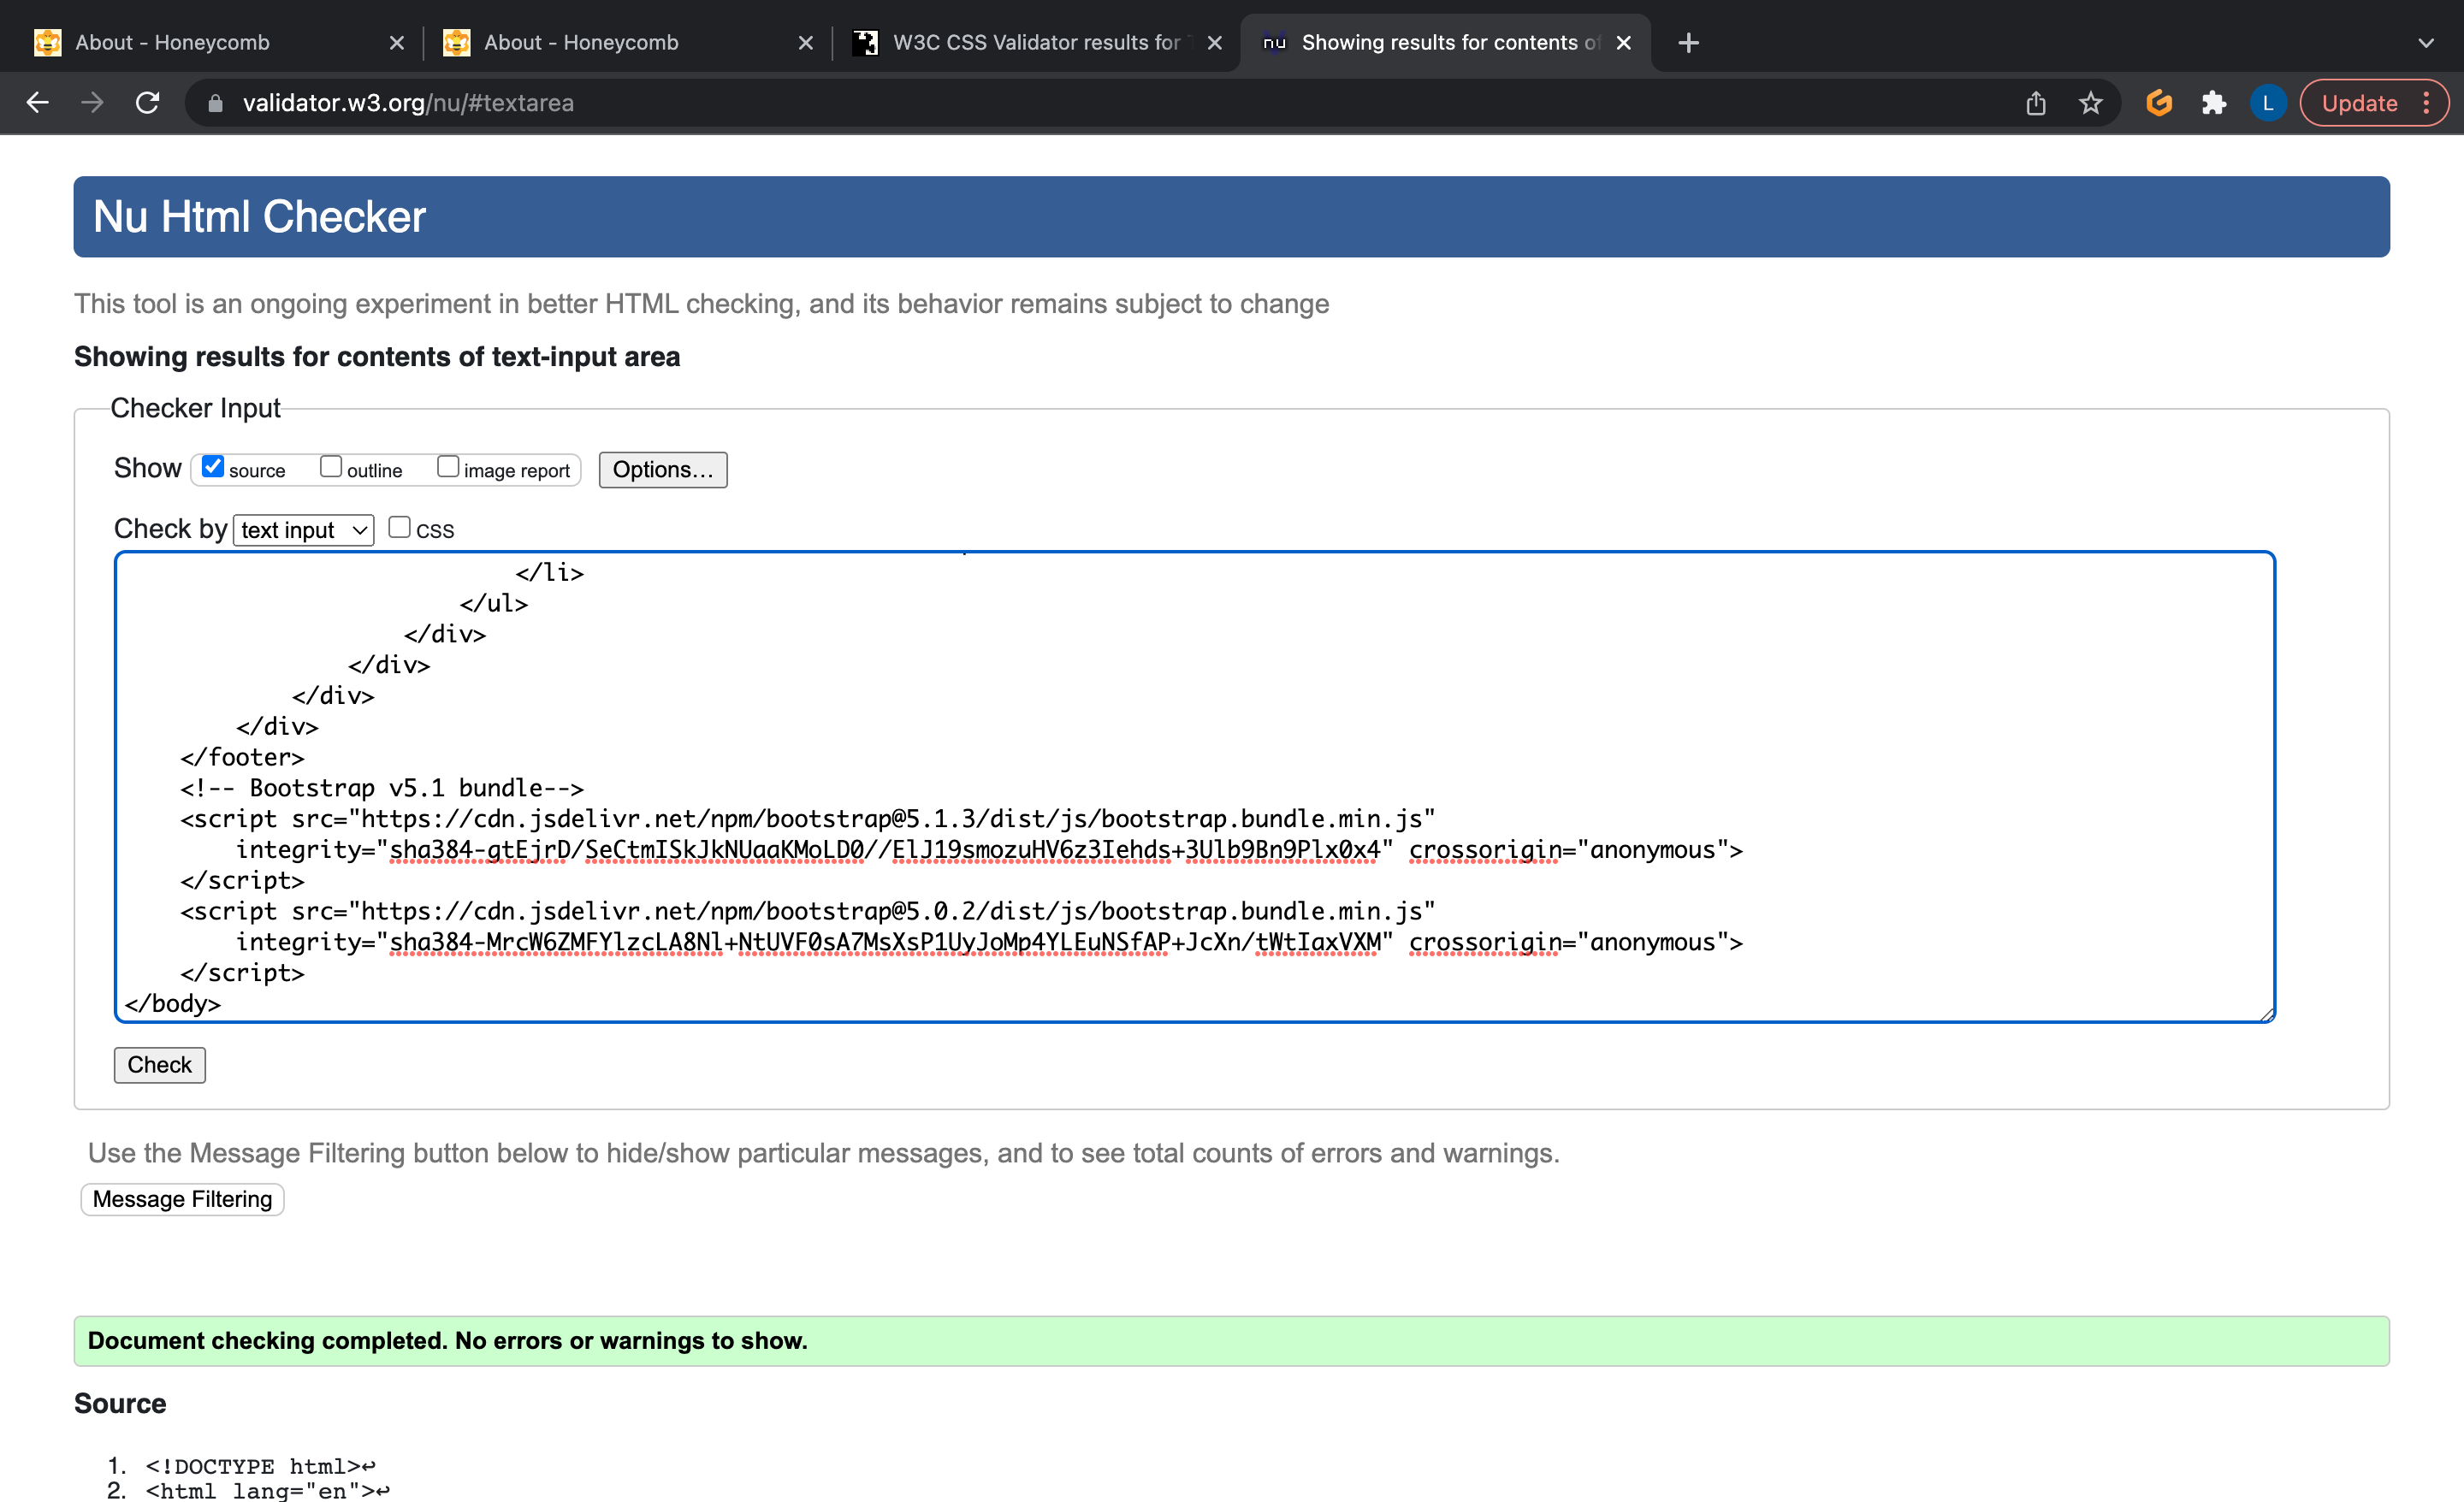 About - Honeycomb
About - Honeycomb
W3C CSS Validator results for
nu Showing results for contents of
validator.w3.org/nu/#textarea
L
Update
Nu Html Checker
This tool is an ongoing experiment in better HTML checking, and its behavior remains subject to change
Showing results for contents of text-input area
Checker Input
Show source outline image report Options...
Check by text input CSS
</li>
</ul>
</div>
</div>
</div>
</div>
</footer>
<!-- Bootstrap v5.1 bundle-->
<script src="https://cdn.jsdelivr.net/npm/bootstrap@5.1.3/dist/js/bootstrap.bundle.min.js"
integrity="sha384-gtEjrD/SeCtmISkJkNUaaKMoLD0//ElJ19smozuHV6z3Iehds+3Ulb9Bn9Plx0x4" crossorigin="anonymous">
</script>
<script src="https://cdn.jsdelivr.net/npm/bootstrap@5.0.2/dist/js/bootstrap.bundle.min.js"
integrity="sha384-MrcW6ZMFYlzcLA8Nl+NtUVF0sA7MsXsP1UyJoMp4YLEuNSfAP+JcXn/tWtIaxVXM" crossorigin="anonymous">
</script>
</body>
Check
Use the Message Filtering button below to hide/show particular messages, and to see total counts of errors and warnings.
Message Filtering
Document checking completed. No errors or warnings to show.
Source
1. <!DOCTYPE html>↩
2. <html lang="en">↩